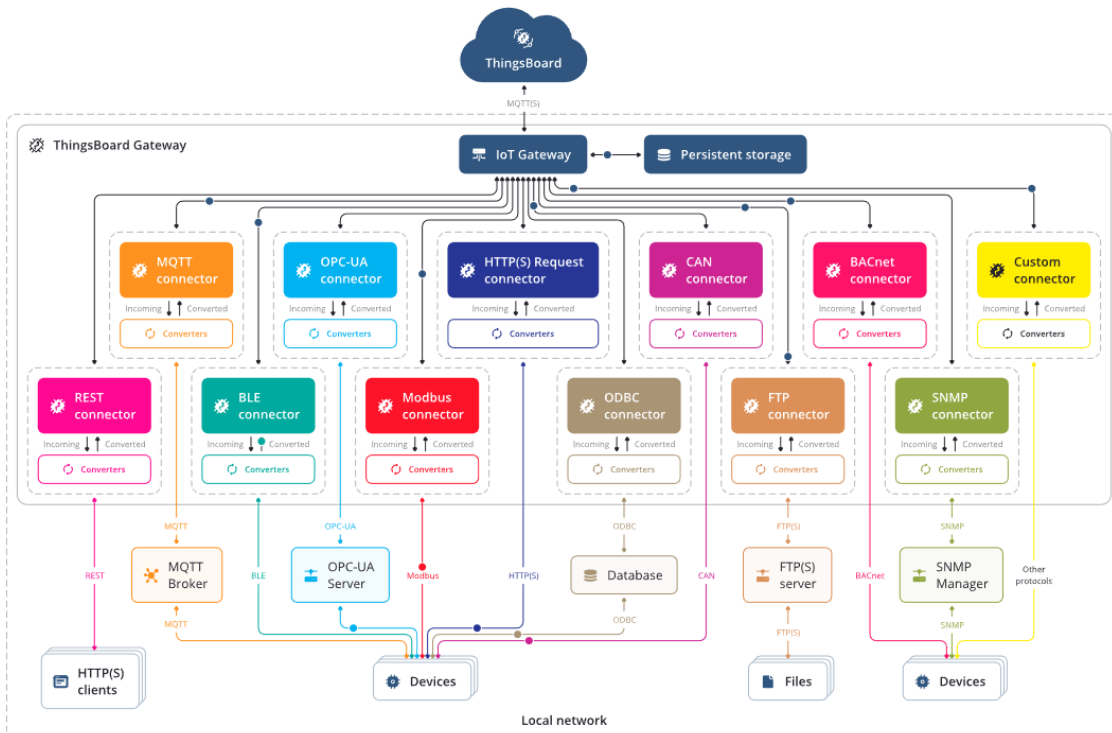 ThingsBoard
MQTT(S)
ThingsBoard Gateway
IoT Gateway
Persistent storage
MQTT
connector
OPC-UA
connector
HTTP(S) Request
connector
CAN
connector
BACnet
connector
Custom
connector
Incoming Converted
Incoming Converted
Incoming Converted
Incoming Converted
Incoming Converted
Incoming Converted
Converters
Converters
Converters
Converters
Converters
Converters
REST
connector
BLE
connector
Modbus
connector
ODBC
connector
FTP
connector
SNMP
connector
Incoming Converted
Incoming Converted
Incoming Converted
Incoming Converted
Incoming Converted
Incoming Converted
Converters
Converters
Converters
Converters
Converters
Converters
MQTT
OPC-UA
ODBC
FTP(S)
SNMP
REST
MQTT
Broker
BLE
OPC-UA
Server
Modbus
HTTP(S)
Database
CAN
FTP(S)
server
BACnet
SNMP
Manager
Other
protocols
MQTT
ODBC
FTP(S)
SNMP
HTTP(S)
clients
Devices
Files
Devices
Local network